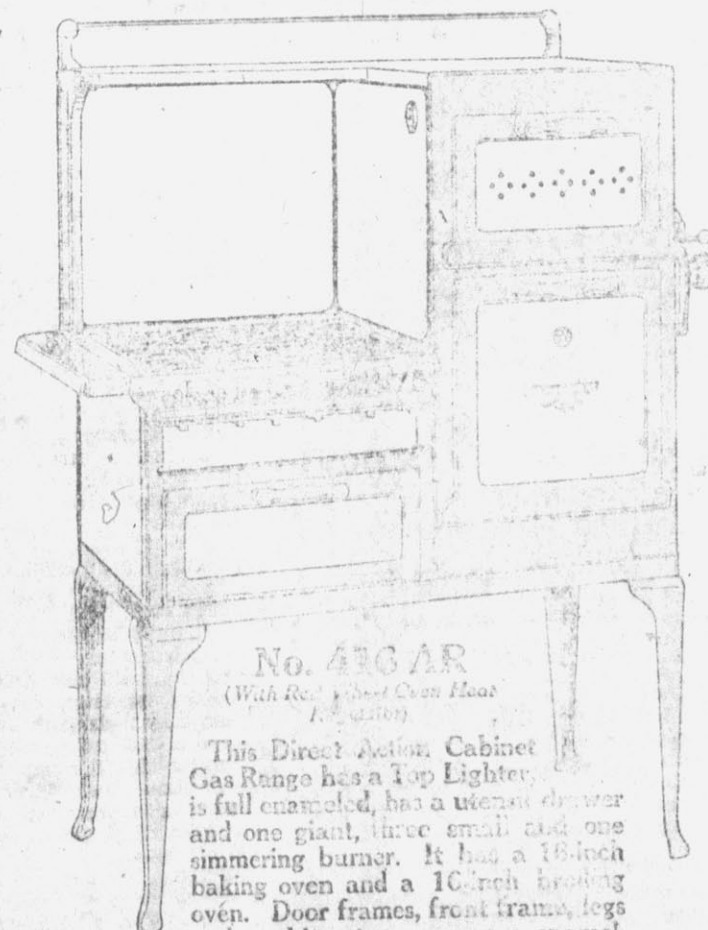 No. 416 AR
(With Red Wheel Oven Heat
Regulator)
This Direct Action Cabinet
Gas Range has a Top Lighter,
is full enameled, has a utensil drawer
and one giant, three small and one
simmering burner. It has a 16-inch
baking oven and a 16-inch broiling
oven. Door frames, front frame, legs